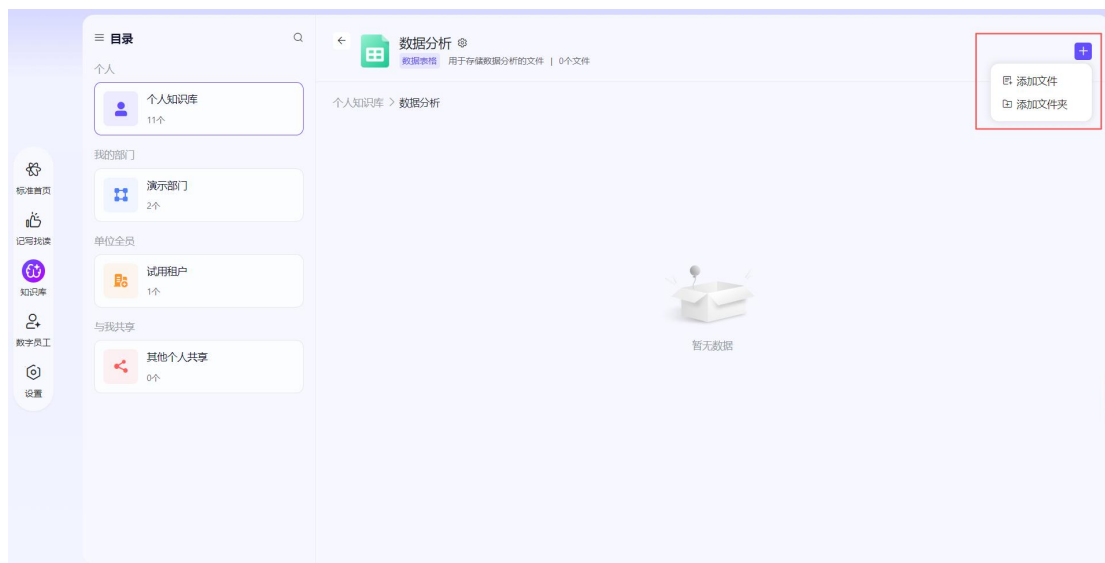 标准首页
记写找读
知识库
数字员工
设置
目录
个人
个人知识库
11个
我的部门
演示部门
2个
单位全员
试用租户
1个
与我共享
其他个人共享
0个
数据分析
数据表格 用于存储数据分析的文件 | 0个文件
添加文件
添加文件夹
个人知识库 > 数据分析
暂无数据